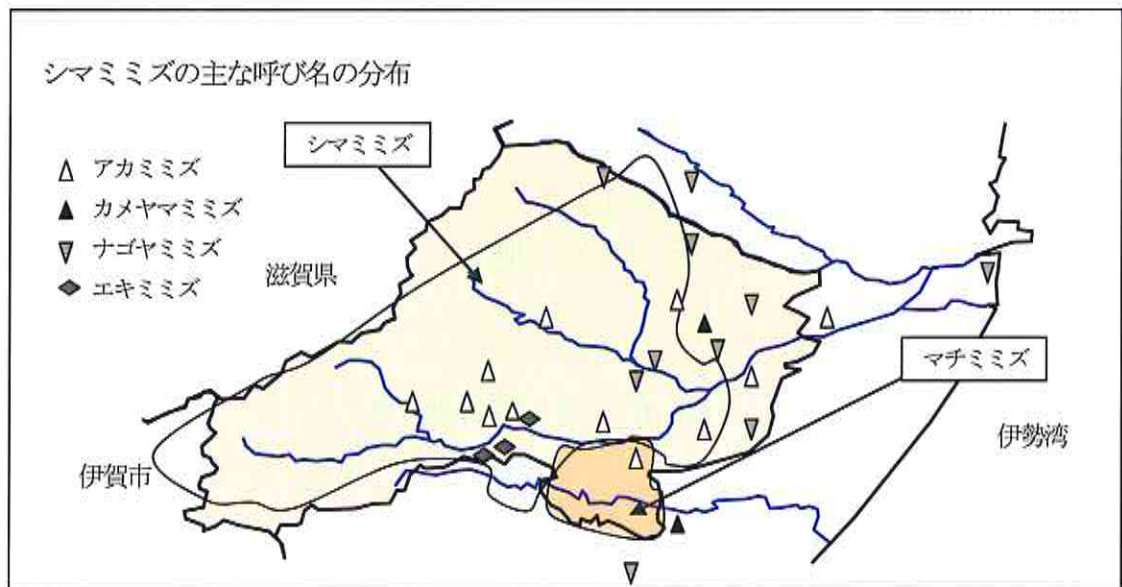 シマミミズの主な呼び名の分布
シマミミズ
アカミミズ
カメヤマミミズ
ナゴヤミミズ
エキミミズ
滋賀県
マチミミズ
伊勢湾
伊賀市